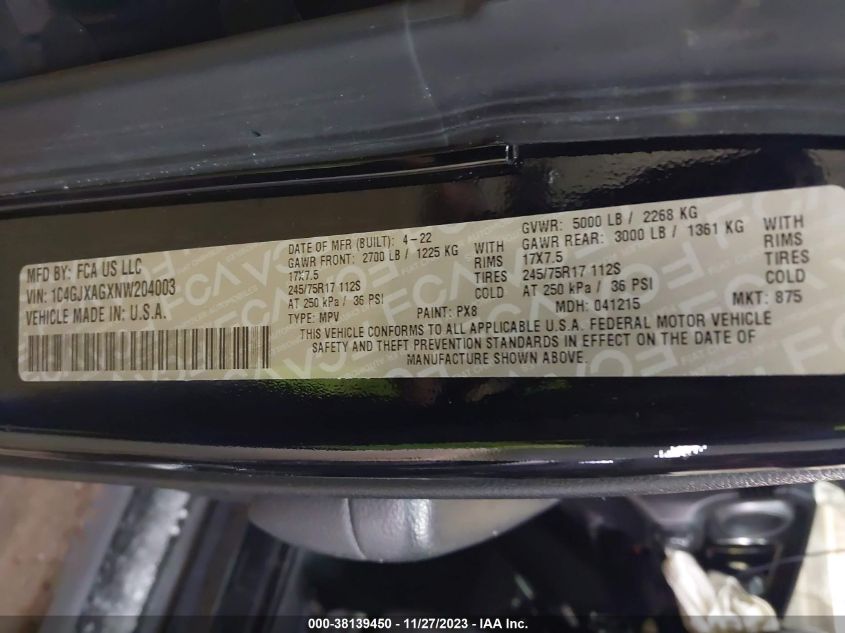 MFD BY: FCA US LLC
VIN: 1C4GJXAGXNW204003
VEHICLE MADE IN: U.S.A.
DATE OF MFR (BUILT): 4-22
GVWR: 5000 LB / 2268 KG
GAWR FRONT: 2700 LB / 1225 KG WITH
GAWR REAR: 3000 LB / 1361 KG WITH
17X7.5 RIMS
17X7.5 RIMS
245/75R17 112S TIRES
245/75R17 112S TIRES
AT 250 kPa / 36 PSI COLD
AT 250 kPa / 36 PSI COLD
TYPE: MPV PAINT: PX8 MDH: 041215 MKT: 875
THIS VEHICLE CONFORMS TO ALL APPLICABLE U.S.A. FEDERAL MOTOR VEHICLE
SAFETY AND THEFT PREVENTION STANDARDS IN EFFECT ON THE DATE OF
MANUFACTURE SHOWN ABOVE.
000-38139450 - 11/27/2023 - IAA Inc.